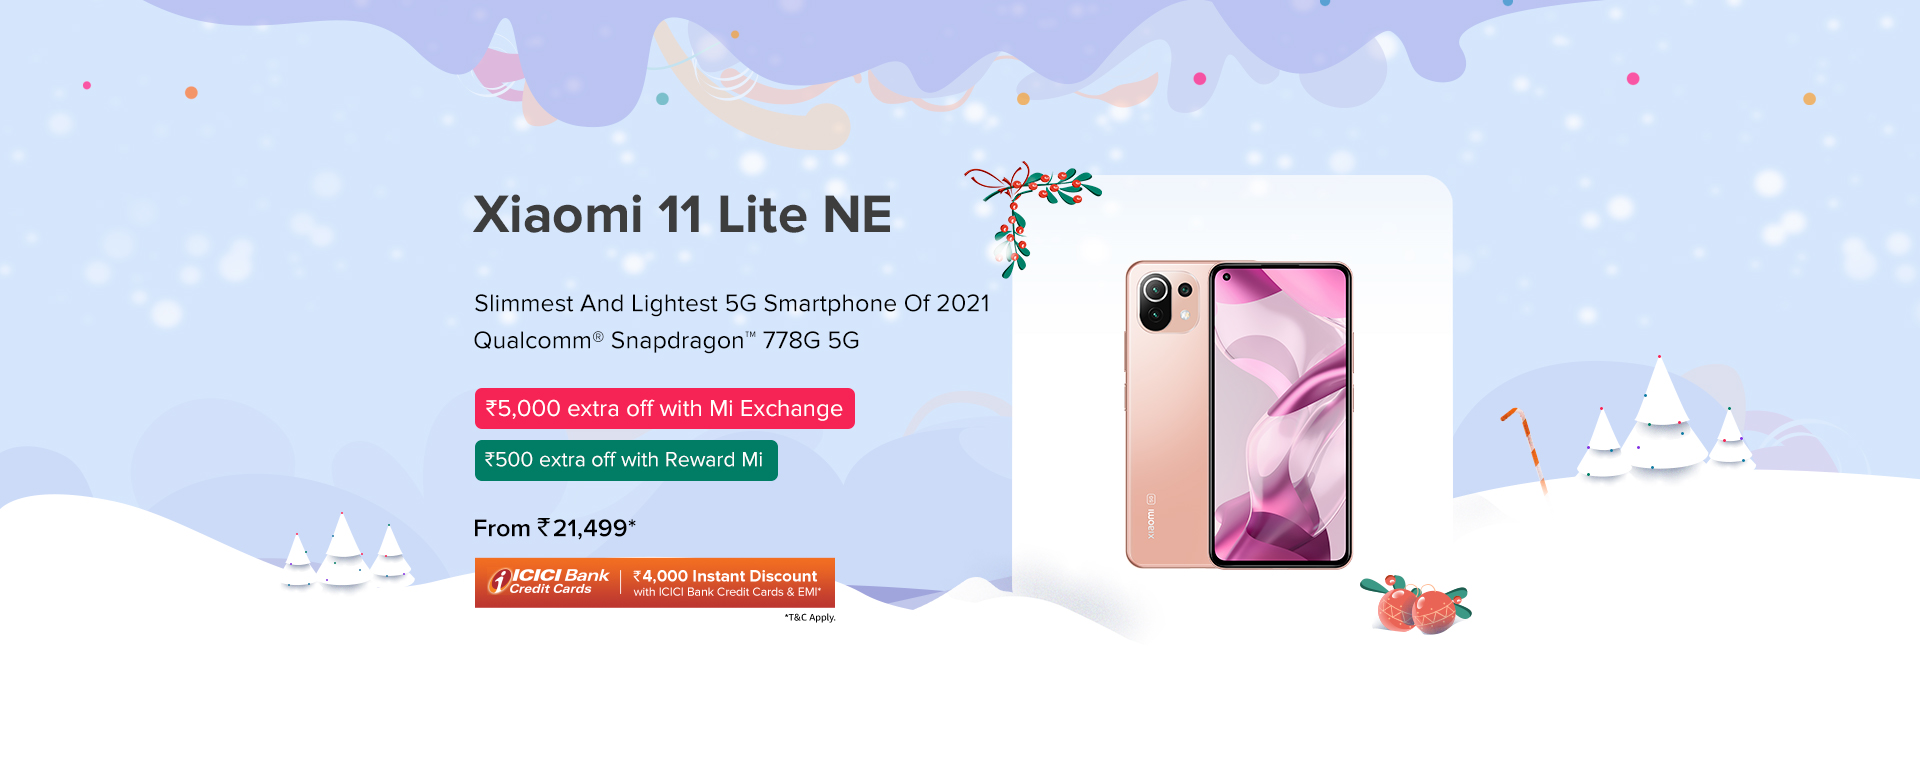 Xiaomi 11 Lite NE
Slimmest And Lightest 5G Smartphone Of 2021
Qualcomm® Snapdragon™ 778G 5G
₹5,000 extra off with Mi Exchange
₹500 extra off with Reward Mi
From ₹21,499*
ICICI Bank
Credit Cards
₹4,000 Instant Discount
with ICICI Bank Credit Cards & EMI*
*T&C Apply.
xiaomi 5G